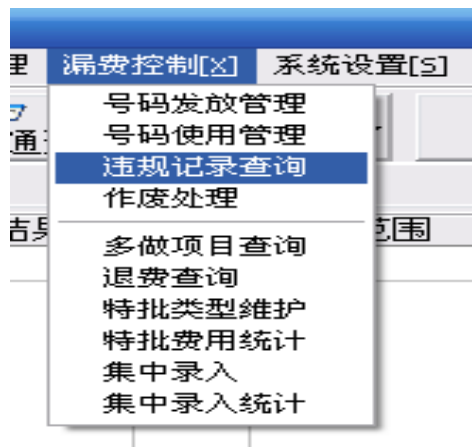 理 漏费控制[X] 系统设置[S]
号码发放管理
通
号码使用管理
违规记录查询
作废处理
结果 范围
多做项目查询
退费查询
特批类型维护
特批费用统计
集中录入
集中录入统计